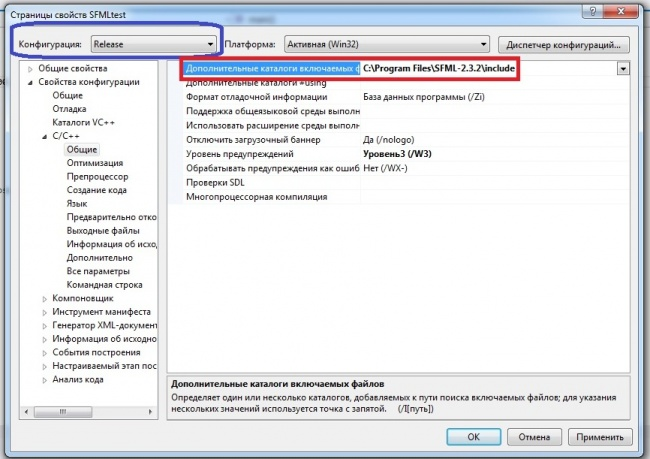 Страницы свойств SFMLtest
Конфигурация: Release Платформа: Активная (Win32) Диспетчер конфигураций...
Общие свойства
Свойства конфигурации
Общие
Отладка
Каталоги VC++
C/C++
Общие
Оптимизация
Препроцессор
Создание кода
Язык
Предварительно отко
Выходные файлы
Информация об исход
Дополнительно
Все параметры
Командная строка
Компоновщик
Инструмент манифеста
Генератор XML-документ
Информация об исходно
События построения
Настраиваемый этап пос
Анализ кода
Дополнительные каталоги включаемых ф C:\Program Files\SFML-2.3.2\include
Дополнительные каталоги #using
Формат отладочной информации База данных программы (/Zi)
Поддержка общеязыковой среды выполн
Использовать расширение среды выполн
Отключить загрузочный баннер Да (/nologo)
Уровень предупреждений Уровень3 (/W3)
Обрабатывать предупреждения как ошиб Нет (/WX-)
Проверки SDL
Многопроцессорная компиляция
Дополнительные каталоги включаемых файлов
Определяет один или несколько каталогов, добавляемых к пути поиска включаемых файлов; для указания
нескольких значений используется точка с запятой. (/I[путь])
OK Отмена Применить